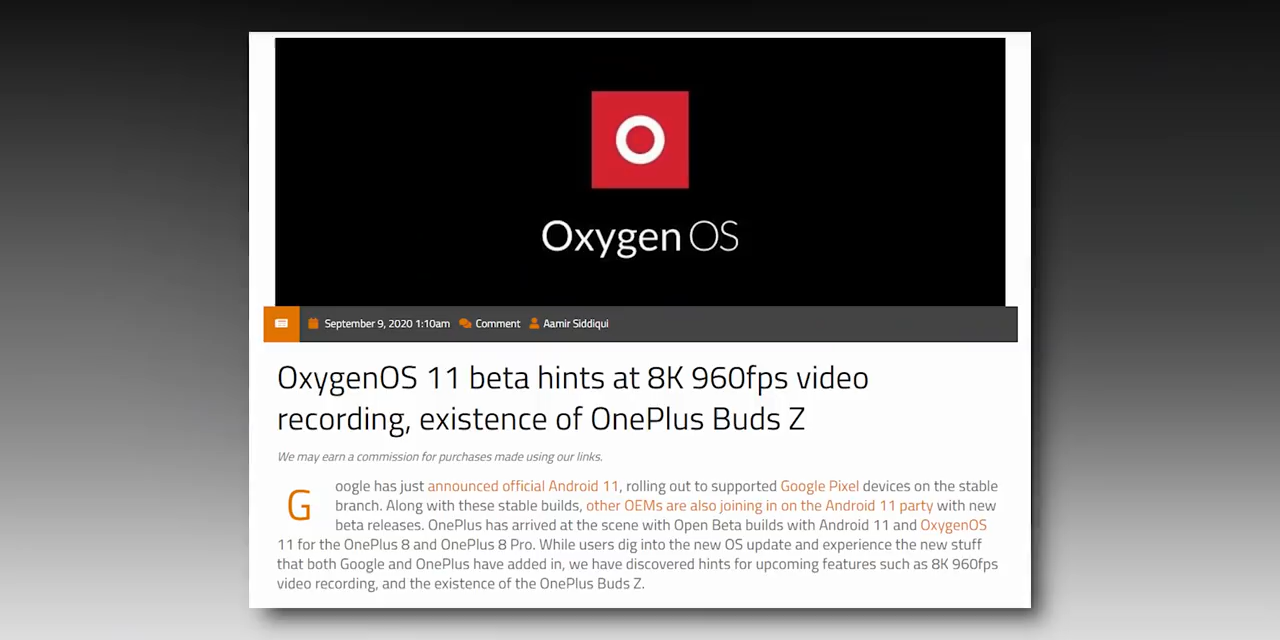 Oxygen OS
September 9, 2020 1:10am Comment Aamir Siddiqui
OxygenOS 11 beta hints at 8K 960fps video
recording, existence of OnePlus Buds Z
We may earn a commission for purchases made using our links.
Google has just announced official Android 11, rolling out to supported Google Pixel devices on the stable
branch. Along with these stable builds, other OEMs are also joining in on the Android 11 party with new
beta releases. OnePlus has arrived at the scene with Open Beta builds with Android 11 and OxygenOS
11 for the OnePlus 8 and OnePlus 8 Pro. While users dig into the new OS update and experience the new stuff
that both Google and OnePlus have added in, we have discovered hints for upcoming features such as 8K 960fps
video recording, and the existence of the OnePlus Buds Z.